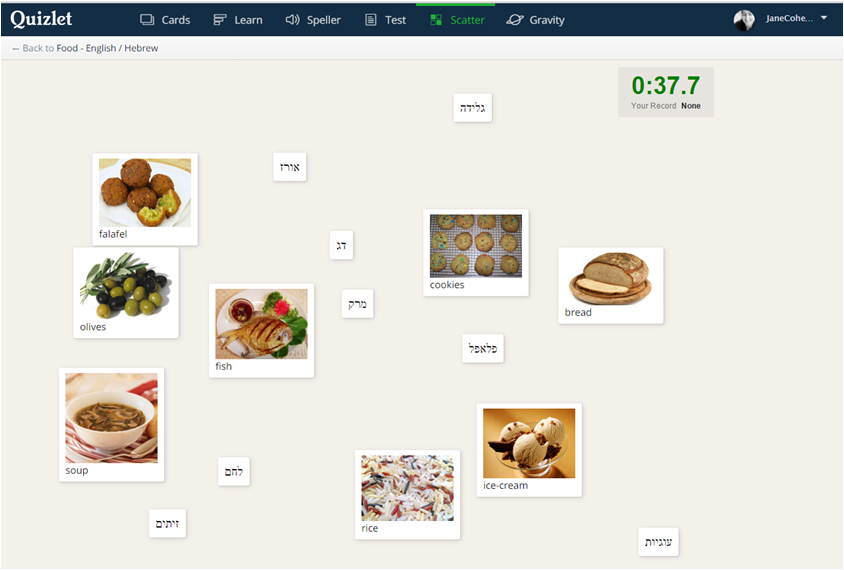 Quizlet
Cards
Learn
Speller
Test
Scatter
Gravity
JaneCohe...
← Back to Food - English / Hebrew
0:37.7
Your Record None
גלידה
אורז
falafel
דג
cookies
olives
bread
מרק
fish
פלאפל
soup
לחם
ice-cream
rice
זיתים
עוגיות